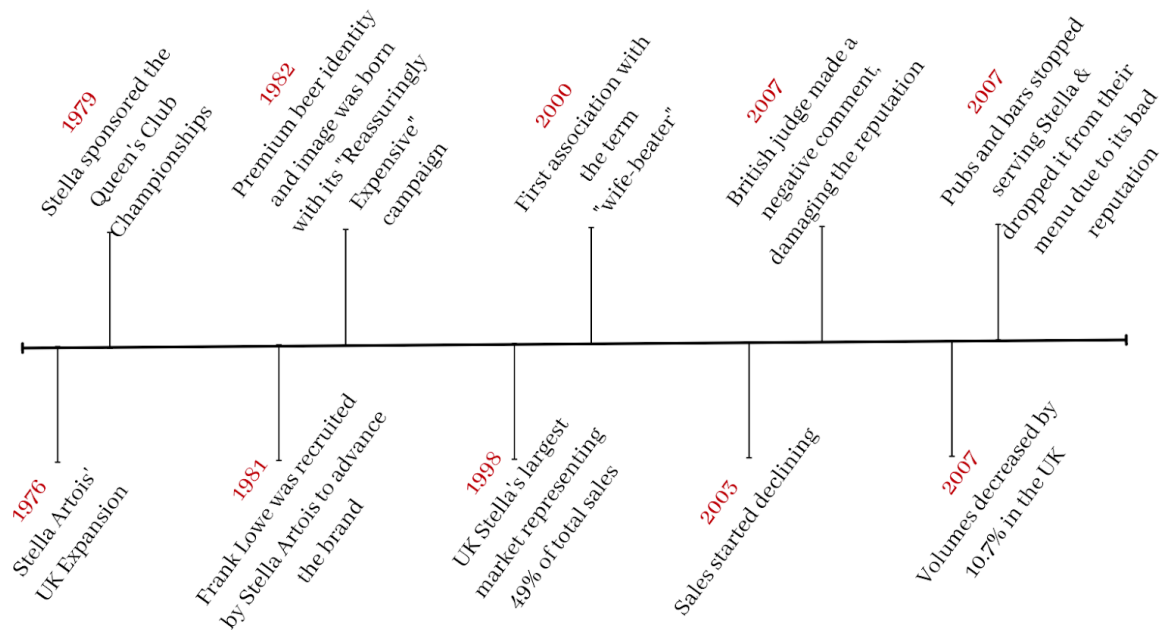 1979
Stella sponsored the
Queen's Club
Championships
1982
Premium beer identity
and image was born
with its "Reassuringly
Expensive"
campaign
2000
First association with
the term
"wife-beater"
2007
British judge made a
negative comment,
damaging the reputation
2007
Pubs and bars stopped
serving Stella &
dropped it from their
menu due to its bad
reputation
1976
Stella Artois'
UK Expansion
1981
Frank Lowe was recruited
by Stella Artois to advance
the brand
1998
UK Stella's largest
market representing
49% of total sales
2003
Sales started declining
2007
Volumes decreased by
10.7% in the UK